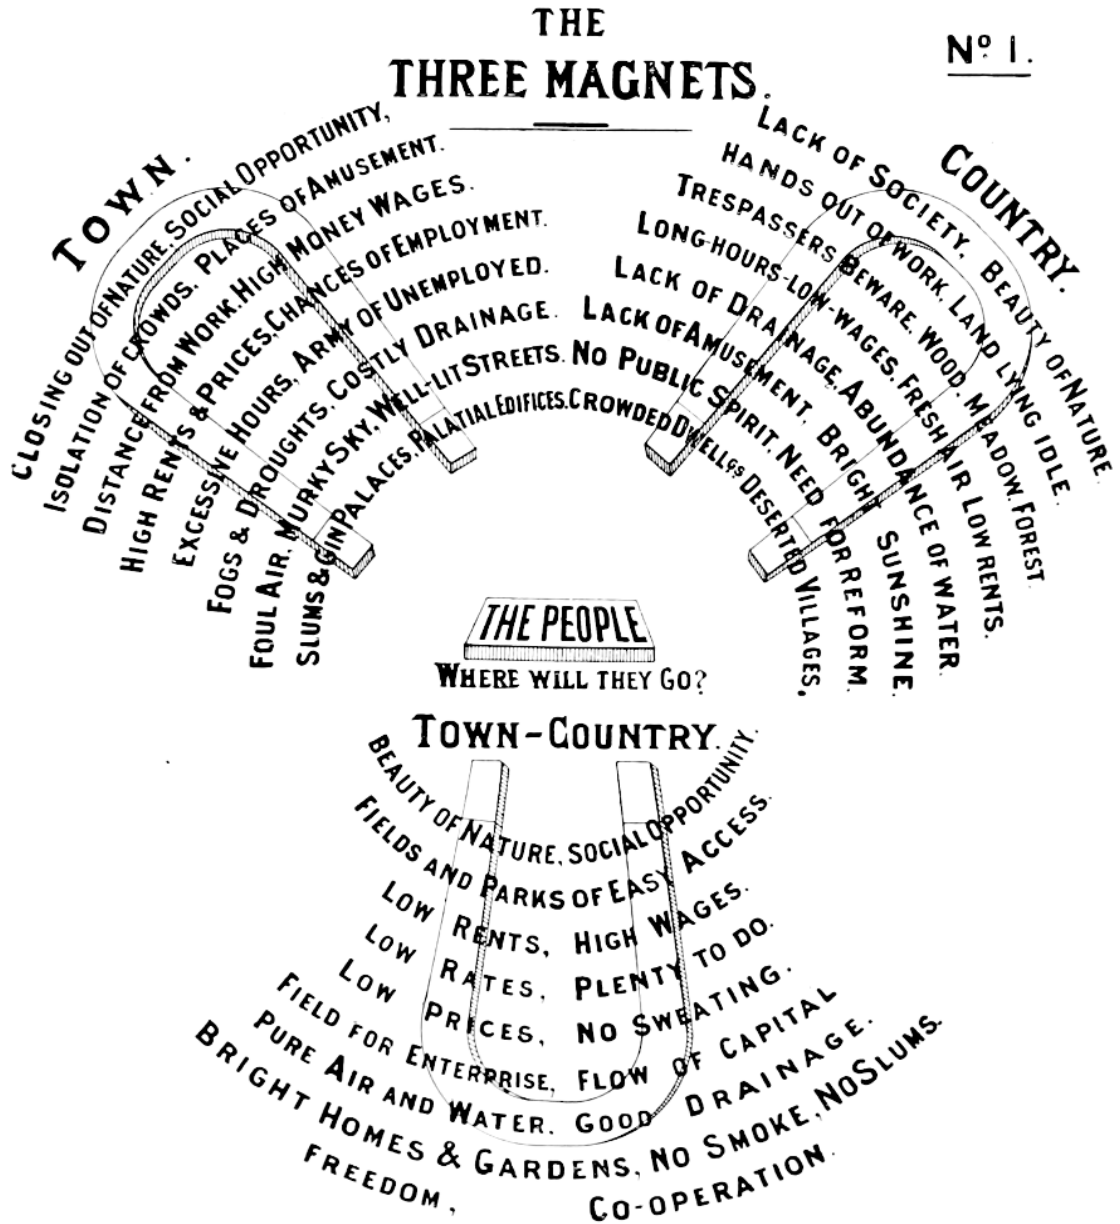 THE
THREE MAGNETS.
Nº 1.
TOWN.
CLOSING OUT OF NATURE. SOCIAL OPPORTUNITY,
ISOLATION OF CROWDS. PLACES OF AMUSEMENT.
DISTANCE FROM WORK. HIGH MONEY WAGES.
HIGH RENTS & PRICES. CHANCES OF EMPLOYMENT.
EXCESSIVE HOURS. ARMY OF UNEMPLOYED.
FOGS & DROUGHTS. COSTLY DRAINAGE.
FOUL AIR. MURKY SKY. WELL-LIT STREETS.
SLUMS & GIN PALACES. PALATIAL EDIFICES.
COUNTRY.
LACK OF SOCIETY. BEAUTY OF NATURE
HANDS OUT OF WORK. LAND LYING IDLE.
TRESPASSERS BEWARE. WOOD. MEADOW. FOREST.
LONG-HOURS-LOW-WAGES. FRESH AIR LOW RENTS.
LACK OF DRAINAGE. ABUNDANCE OF WATER
LACK OF AMUSEMENT. BRIGHT SUNSHINE.
NO PUBLIC SPIRIT. NEED FOR REFORM.
CROWDED DWELLGS DESERTED VILLAGES,
THE PEOPLE
WHERE WILL THEY GO?
TOWN-COUNTRY.
BEAUTY OF NATURE, SOCIAL OPPORTUNITY.
FIELDS AND PARKS OF EASY ACCESS.
LOW RENTS, HIGH WAGES.
LOW RATES, PLENTY TO DO.
LOW PRICES, NO SWEATING.
FIELD FOR ENTERPRISE, FLOW OF CAPITAL
PURE AIR AND WATER. GOOD DRAINAGE.
BRIGHT HOMES & GARDENS, NO SMOKE, NO SLUMS.
FREEDOM, CO-OPERATION.